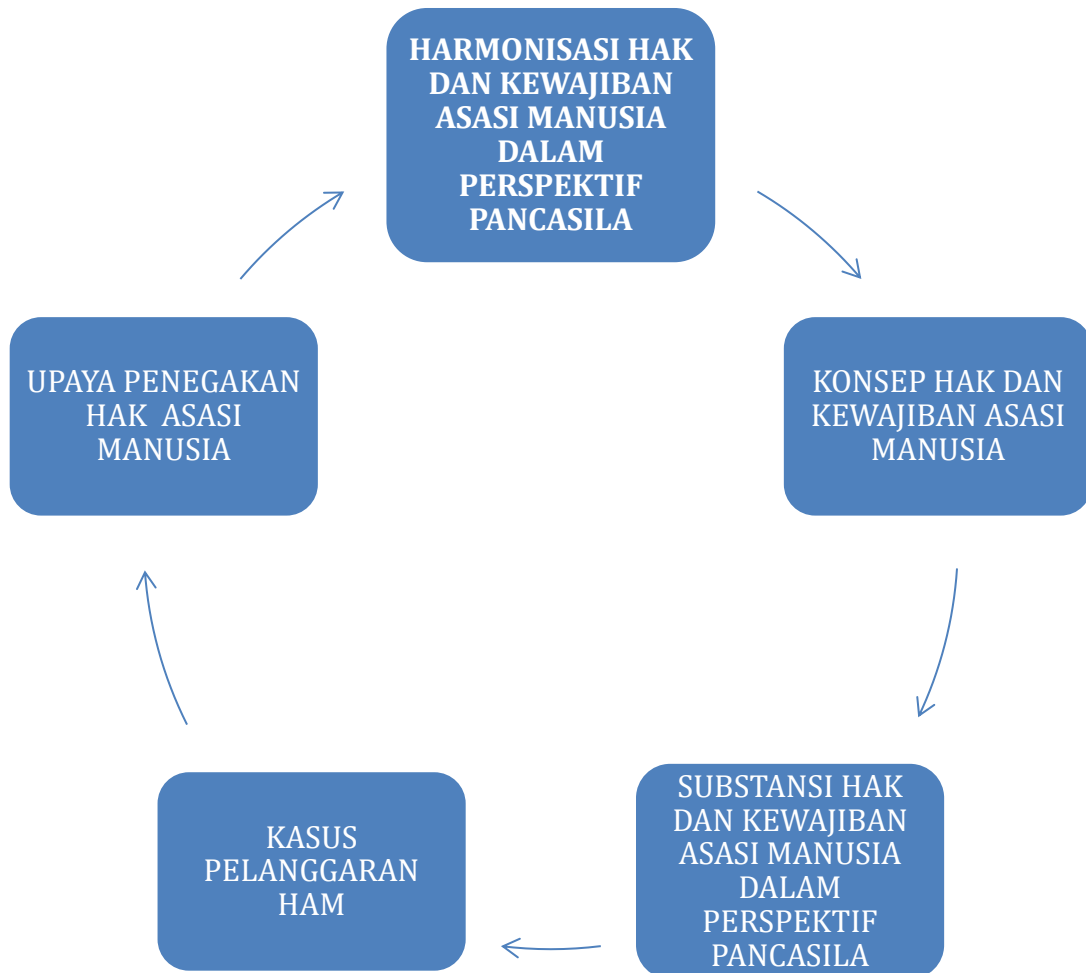 HARMONISASI HAK
DAN KEWAJIBAN
ASASI MANUSIA
DALAM
PERSPEKTIF
PANCASILA
KONSEP HAK DAN
KEWAJIBAN ASASI
MANUSIA
SUBSTANSI HAK
DAN KEWAJIBAN
ASASI MANUSIA
DALAM
PERSPEKTIF
PANCASILA
KASUS
PELANGGARAN
HAM
UPAYA PENEGAKAN
HAK ASASI
MANUSIA